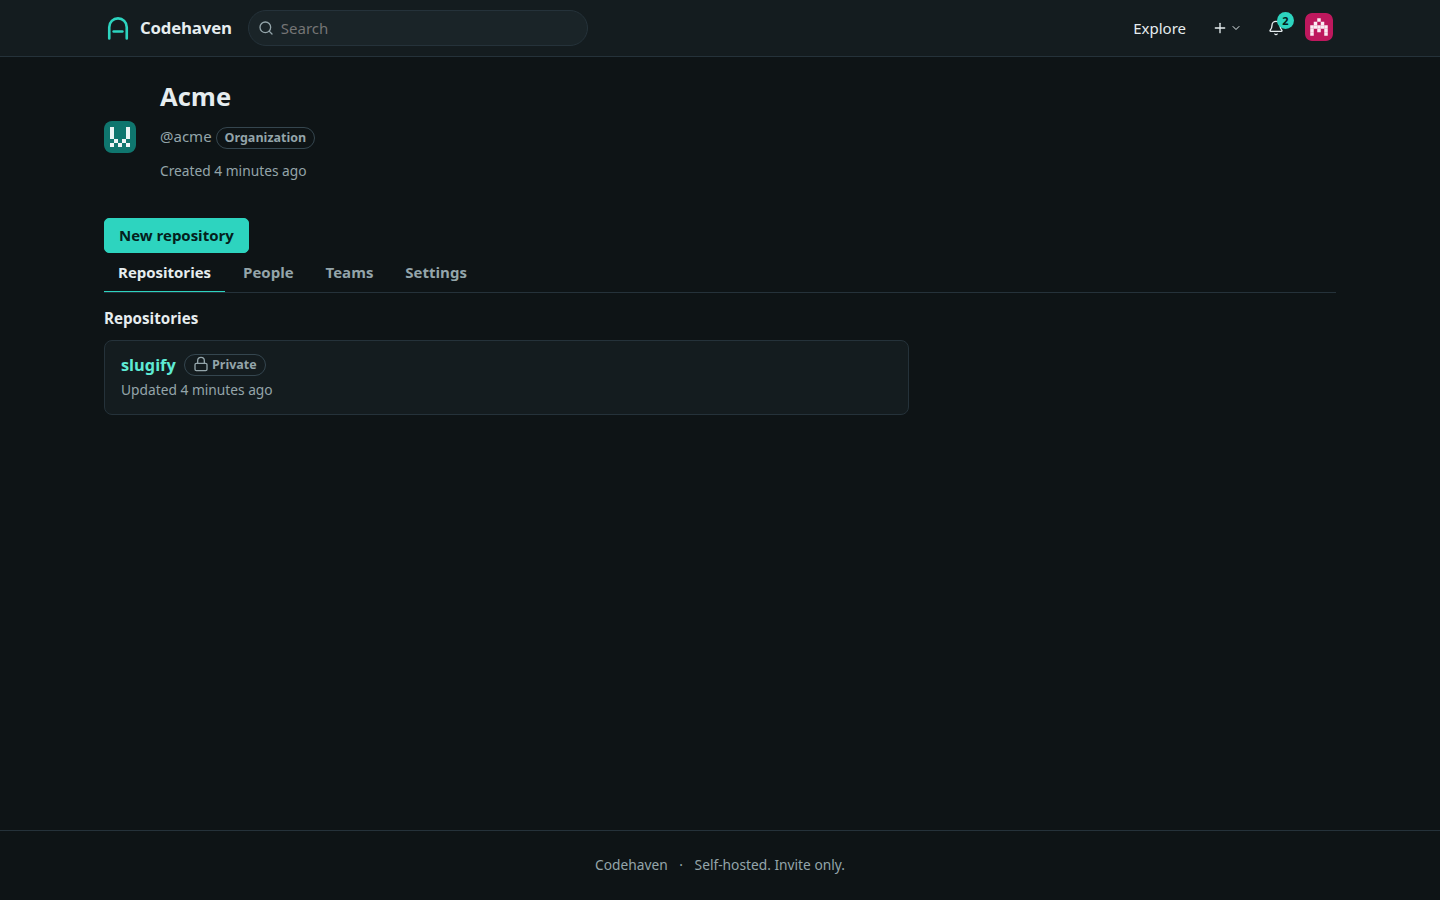 Codehaven
Search
Explore
2
Acme
@acme Organization
Created 4 minutes ago
New repository
Repositories People Teams Settings
Repositories
slugify Private
Updated 4 minutes ago
Codehaven · Self-hosted. Invite only.